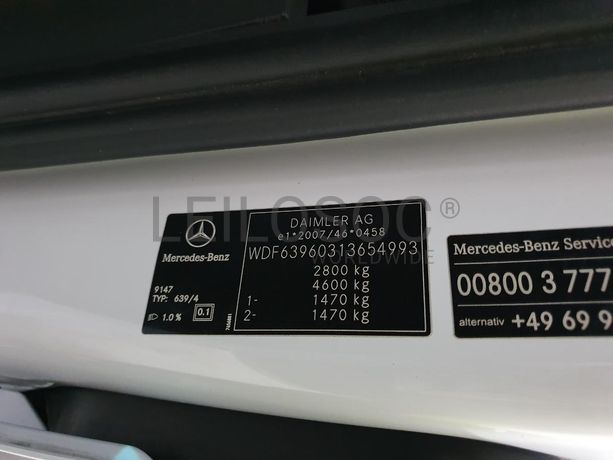 LEILOSOC®
WORLDWIDE
Mercedes-Benz
9147
TYP: 639/4
1.0 %
0.1
DAIMLER AG
e1*2007/46*0458
WDF63960313654993
2800 kg
4600 kg
1- 1470 kg
2- 1470 kg
Mercedes-Benz Service
00800 3 777
alternativ +49 69 9